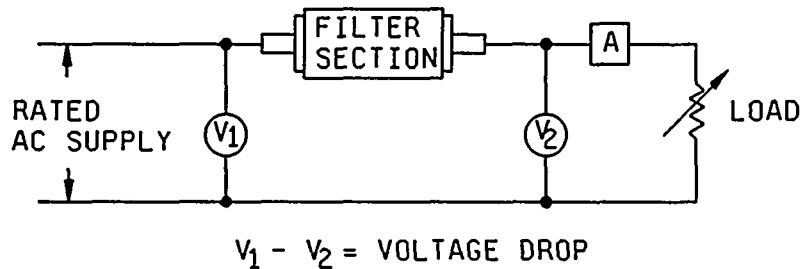 FILTER
SECTION
A
RATED
AC SUPPLY
V1
V2
LOAD
V1 - V2 = VOLTAGE DROP